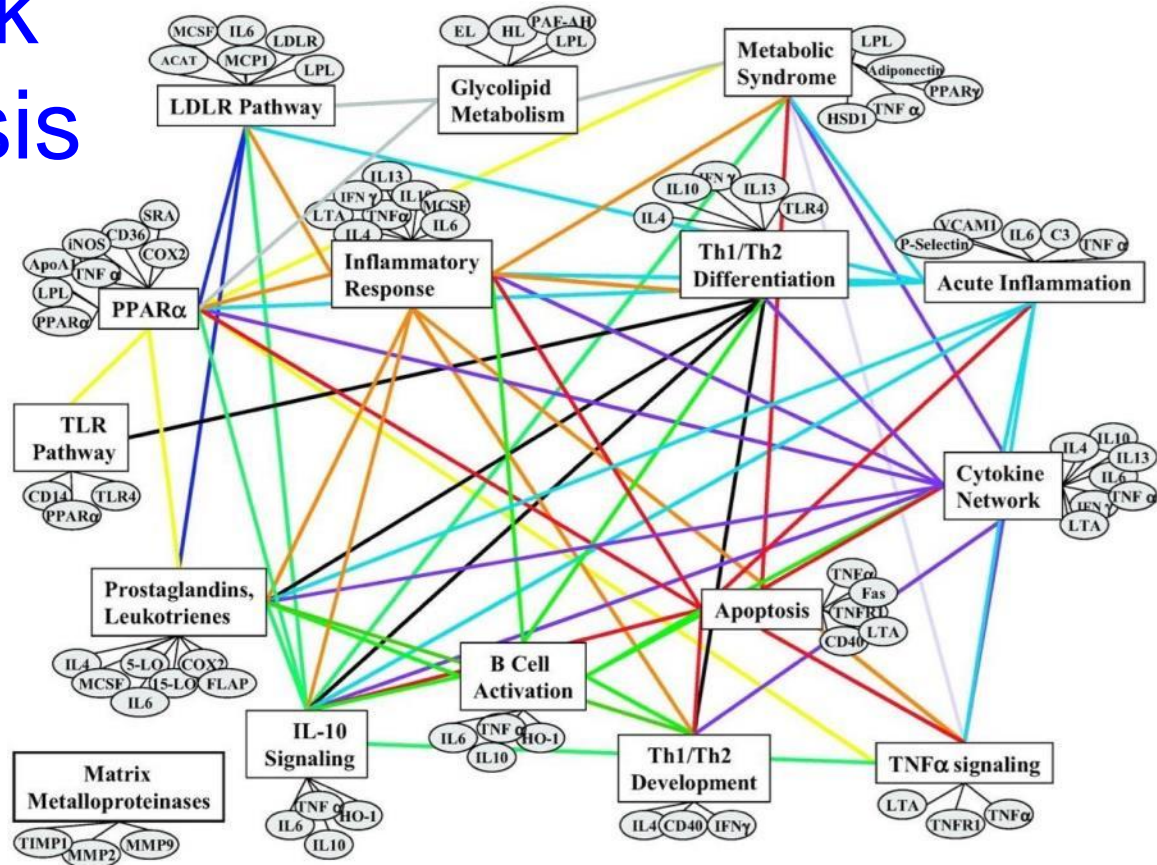 k
sis
MCSF
IL6
LDLR
ACAT
MCP1
LPL
LDLR Pathway
EL
HL
PAF-AH
LPL
Glycolipid
Metabolism
Metabolic
Syndrome
LPL
Adiponectin
PPARγ
TNF α
HSD1
SRA
CD36
iNOS
COX2
ApoA1
TNF α
LPL
PPARα
PPARα
IL13
IFN γ
IL10
MCSF
LTA
TNFα
IL4
IL6
Inflammatory
Response
IFN γ
IL10
IL13
IL4
TLR4
Th1/Th2
Differentiation
VCAM1
IL6
C3
P-Selectin
TNF α
Acute Inflammation
TLR
Pathway
CD14
TLR4
PPARα
Cytokine
Network
IL4
IL10
IL13
IL6
TNF α
IFN γ
LTA
Prostaglandins,
Leukotrienes
IL4
5-LO
COX2
MCSF
15-LO
FLAP
IL6
Apoptosis
TNFα
Fas
TNFR1
LTA
CD40
B Cell
Activation
IL6
TNF α
HO-1
IL10
IL-10
Signaling
TNF α
HO-1
IL6
IL10
Th1/Th2
Development
IL4
CD40
IFNγ
TNFα signaling
LTA
TNFR1
TNFα
Matrix
Metalloproteinases
TIMP1
MMP2
MMP9